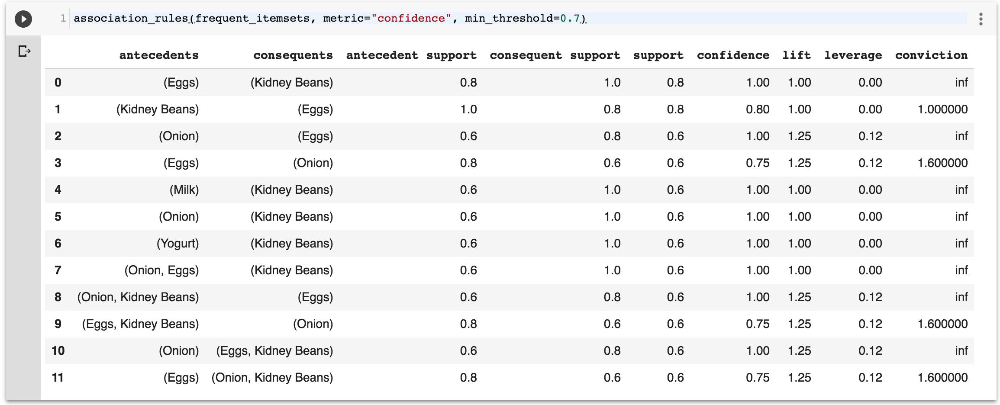 1 association_rules(frequent_itemsets, metric="confidence", min_threshold=0.7)
antecedents consequents antecedent support consequent support support confidence lift leverage conviction
0 (Eggs) (Kidney Beans) 0.8 1.0 0.8 1.00 1.00 0.00 inf
1 (Kidney Beans) (Eggs) 1.0 0.8 0.8 0.80 1.00 0.00 1.000000
2 (Onion) (Eggs) 0.6 0.8 0.6 1.00 1.25 0.12 inf
3 (Eggs) (Onion) 0.8 0.6 0.6 0.75 1.25 0.12 1.600000
4 (Milk) (Kidney Beans) 0.6 1.0 0.6 1.00 1.00 0.00 inf
5 (Onion) (Kidney Beans) 0.6 1.0 0.6 1.00 1.00 0.00 inf
6 (Yogurt) (Kidney Beans) 0.6 1.0 0.6 1.00 1.00 0.00 inf
7 (Onion, Eggs) (Kidney Beans) 0.6 1.0 0.6 1.00 1.00 0.00 inf
8 (Onion, Kidney Beans) (Eggs) 0.6 0.8 0.6 1.00 1.25 0.12 inf
9 (Eggs, Kidney Beans) (Onion) 0.8 0.6 0.6 0.75 1.25 0.12 1.600000
10 (Onion) (Eggs, Kidney Beans) 0.6 0.8 0.6 1.00 1.25 0.12 inf
11 (Eggs) (Onion, Kidney Beans) 0.8 0.6 0.6 0.75 1.25 0.12 1.600000